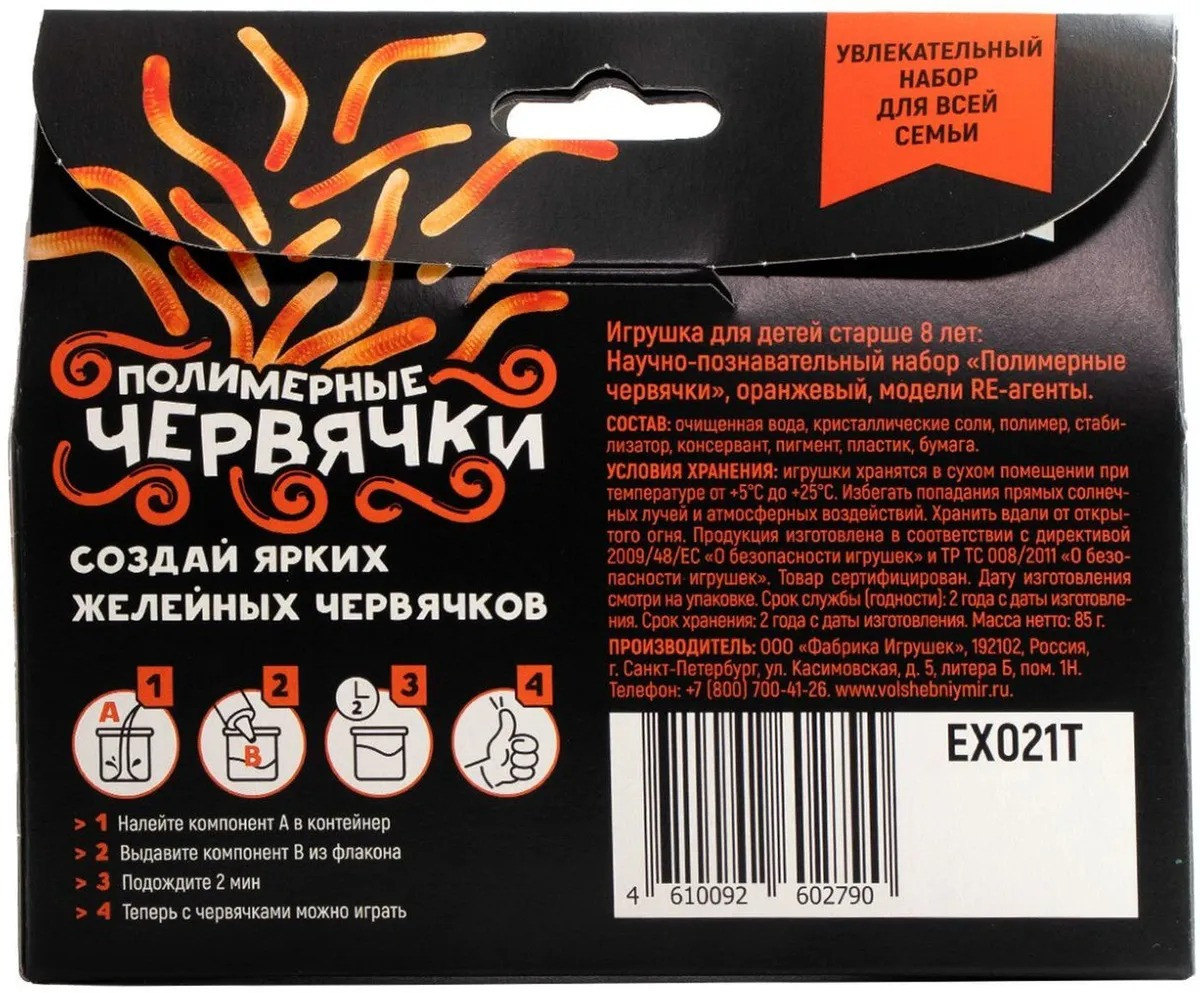 УВЛЕКАТЕЛЬНЫЙ
НАБОР
ДЛЯ ВСЕЙ
СЕМЬИ
ПОЛИМЕРНЫЕ
ЧЕРВЯЧКИ
СОЗДАЙ ЯРКИХ
ЖЕЛЕЙНЫХ ЧЕРВЯЧКОВ
1
A
2
B
3
2
4
> 1 Налейте компонент А в контейнер
> 2 Выдавите компонент В из флакона
> 3 Подождите 2 мин
> 4 Теперь с червячками можно играть
Игрушка для детей старше 8 лет:
Научно-познавательный набор «Полимерные
червячки», оранжевый, модели RE-агенты.
СОСТАВ: очищенная вода, кристаллические соли, полимер, стаби-
лизатор, консервант, пигмент, пластик, бумага.
УСЛОВИЯ ХРАНЕНИЯ: игрушки хранятся в сухом помещении при
температуре от +5°С до +25°С. Избегать попадания прямых солнеч-
ных лучей и атмосферных воздействий. Хранить вдали от откры-
того огня. Продукция изготовлена в соответствии с директивой
2009/48/ЕС «О безопасности игрушек» и ТР ТС 008/2011 «О безо-
пасности игрушек». Товар сертифицирован. Дату изготовления
смотри на упаковке. Срок службы (годности): 2 года с даты изготовле-
ния. Срок хранения: 2 года с даты изготовления. Масса нетто: 85 г.
ПРОИЗВОДИТЕЛЬ: ООО «Фабрика Игрушек», 192102, Россия,
г. Санкт-Петербург, ул. Касимовская, д. 5, литера Б, пом. 1Н.
Телефон: +7 (800) 700-41-26. www.volshebniymir.ru.
EX021T
4 610092 602790